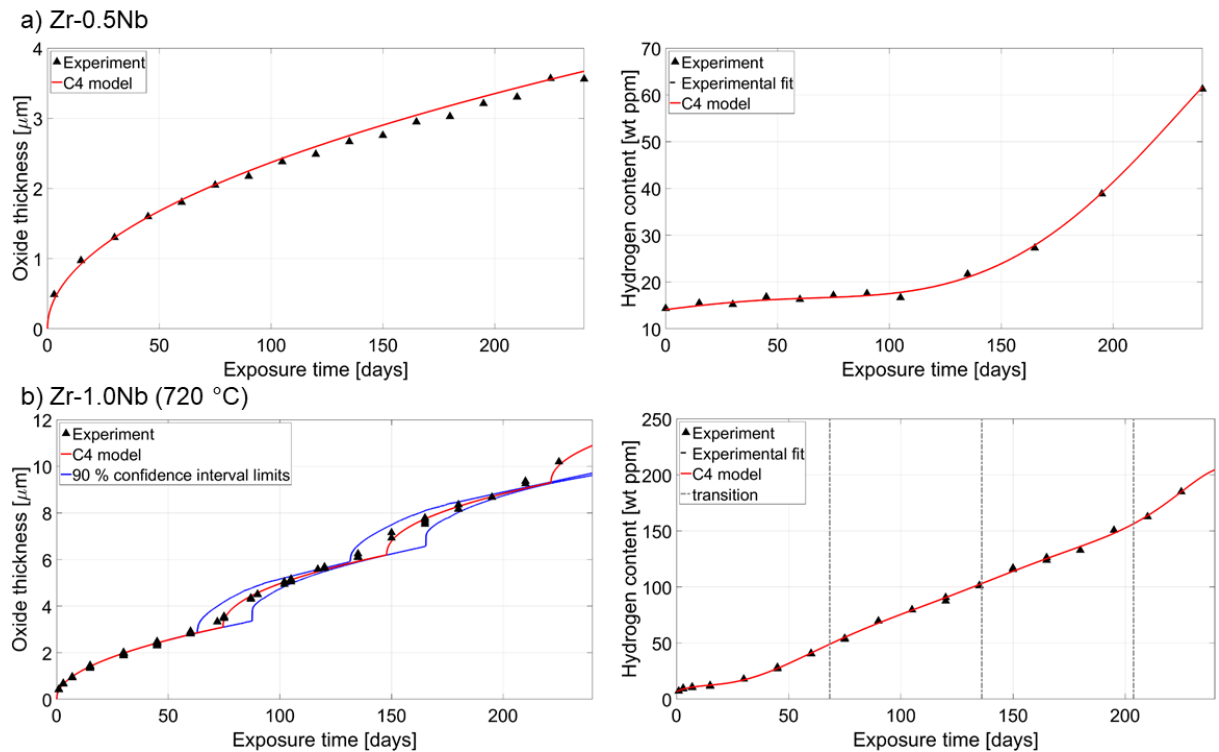 a) Zr-0.5Nb
Oxide thickness [μm]
4
3
2
1
0
▲ Experiment
C4 model
0 50 100 150 200
Exposure time [days]
Hydrogen content [wt ppm]
70
60
50
40
30
20
10
▲ Experiment
Experimental fit
C4 model
0 50 100 150 200
Exposure time [days]
b) Zr-1.0Nb (720 °C)
Oxide thickness [μm]
12
10
8
6
4
2
0
▲ Experiment
C4 model
90 % confidence interval limits
0 50 100 150 200
Exposure time [days]
Hydrogen content [wt ppm]
250
200
150
100
50
0
▲ Experiment
Experimental fit
C4 model
transition
0 50 100 150 200
Exposure time [days]